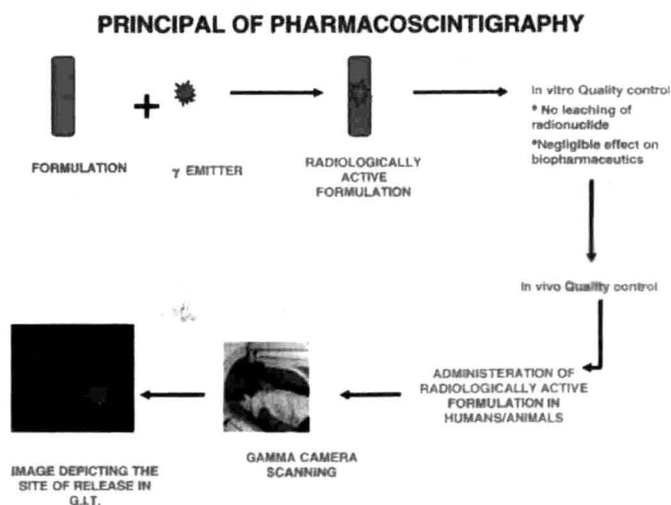 PRINCIPAL OF PHARMACOSCINTIGRAPHY
+
FORMULATION
γ EMITTER
RADIOLOGICALLY
ACTIVE
FORMULATION
In vitro Quality control
* No leaching of
radionuclide
*Negligible effect on
biopharmaceutics
In vivo Quality control
ADMINISTERATION OF
RADIOLOGICALLY ACTIVE
FORMULATION IN
HUMANS/ANIMALS
GAMMA CAMERA
SCANNING
IMAGE DEPICTING THE
SITE OF RELEASE IN
G.I.T.